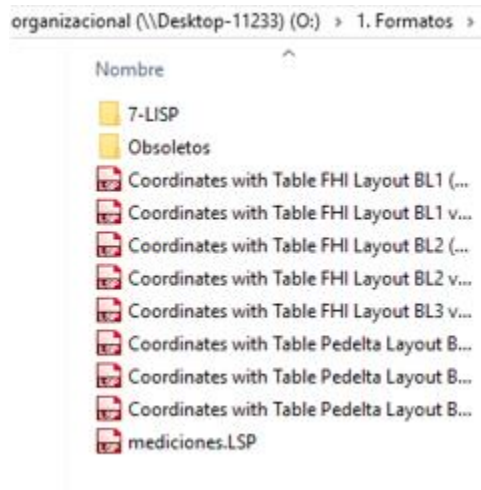 organizacional (\\Desktop-11233) (O:) > 1. Formatos >
Nombre
7-LISP
Obsoletos
Coordinates with Table FHI Layout BL1 (...
Coordinates with Table FHI Layout BL1 v...
Coordinates with Table FHI Layout BL2 (...
Coordinates with Table FHI Layout BL2 v...
Coordinates with Table FHI Layout BL3 v...
Coordinates with Table Pedelta Layout B...
Coordinates with Table Pedelta Layout B...
Coordinates with Table Pedelta Layout B...
mediciones.LSP